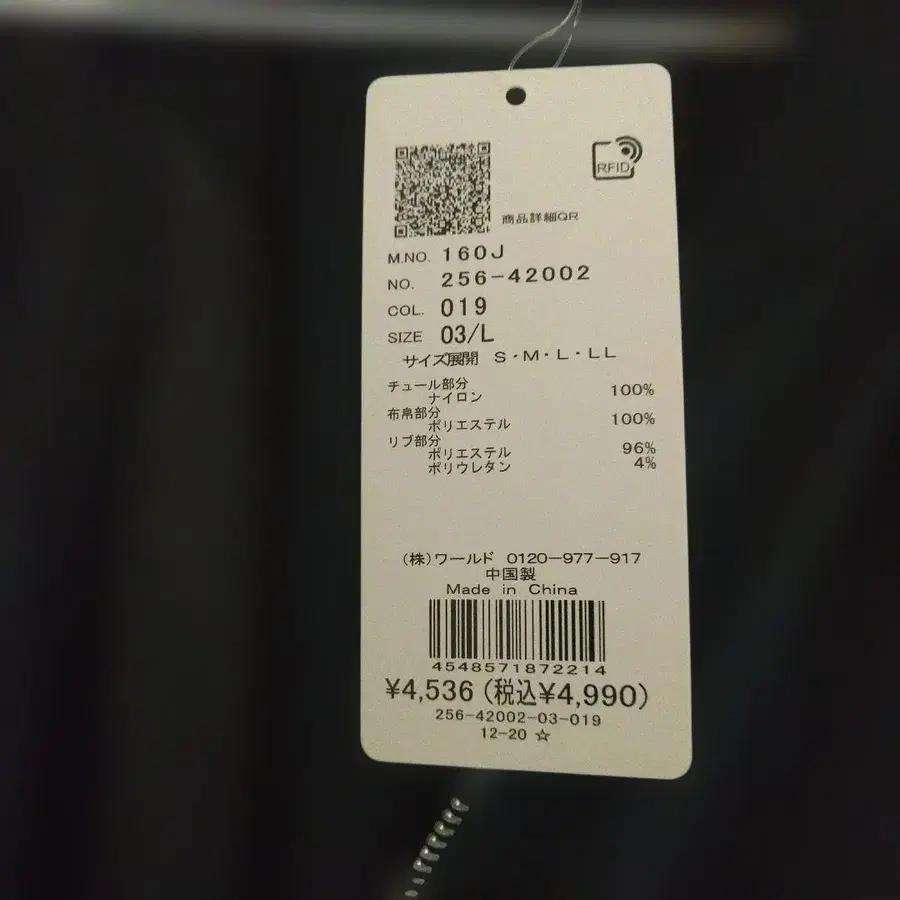 RFID
商品詳細QR
M.NO. 160J
NO. 256-42002
COL. 019
SIZE 03/L
サイズ展開 S・M・L・LL
チュール部分
ナイロン 100%
布帛部分
ポリエステル 100%
リブ部分
ポリエステル 96%
ポリウレタン 4%
(株)ワールド 0120-977-917
中国製
Made in China
4548571872214
¥4,536 (税込¥4,990)
256-42002-03-019
12-20 ☆